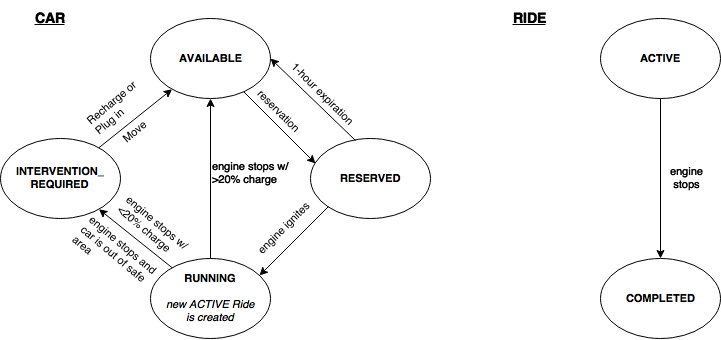 CAR
RIDE
AVAILABLE
ACTIVE
Recharge or
Plug in
Move
1-hour expiration
reservation
INTERVENTION_
REQUIRED
engine stops w/
>20% charge
RESERVED
engine
stops
engine stops w/
<20% charge
engine stops and
car is out of safe
area
engine ignites
RUNNING
new ACTIVE Ride
is created
COMPLETED